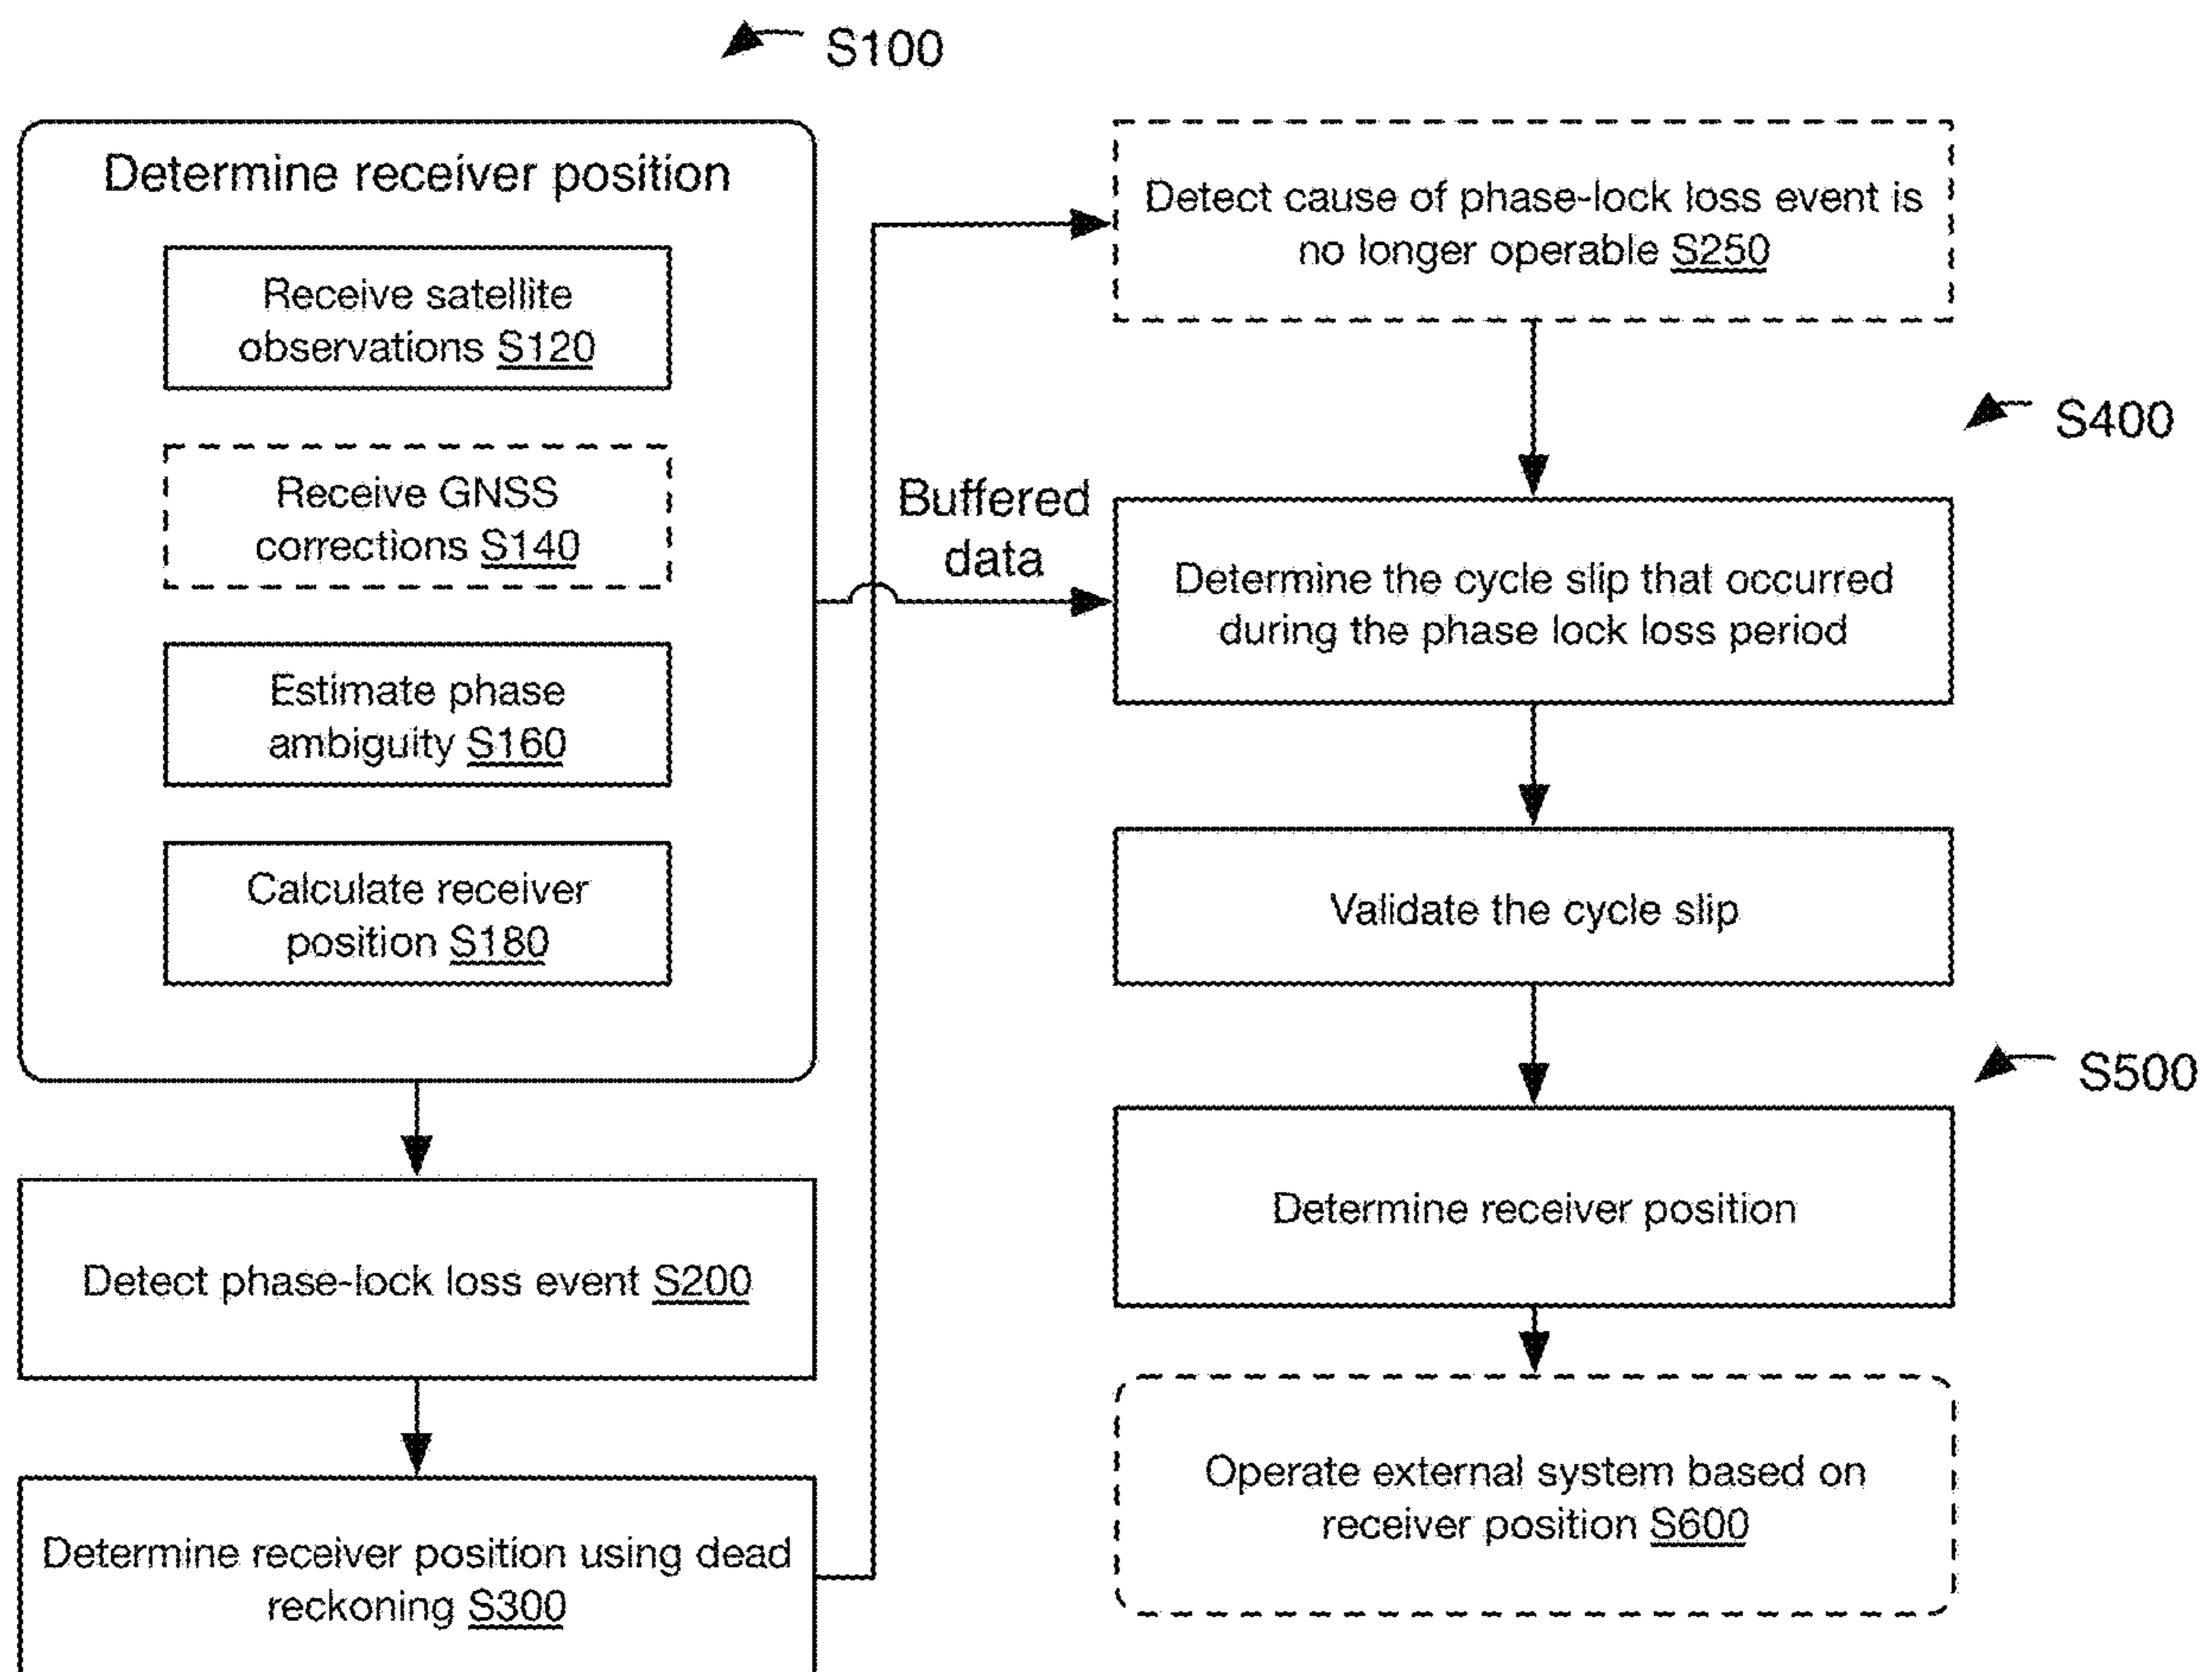 S100
Determine receiver position
Receive satellite
observations S120
Receive GNSS
corrections S140
Estimate phase
ambiguity S160
Calculate receiver
position S180
Detect phase-lock loss event S200
Determine receiver position using dead
reckoning S300
Buffered
data
Detect cause of phase-lock loss event is
no longer operable S250
S400
Determine the cycle slip that occurred
during the phase lock loss period
Validate the cycle slip
S500
Determine receiver position
Operate external system based on
receiver position S600